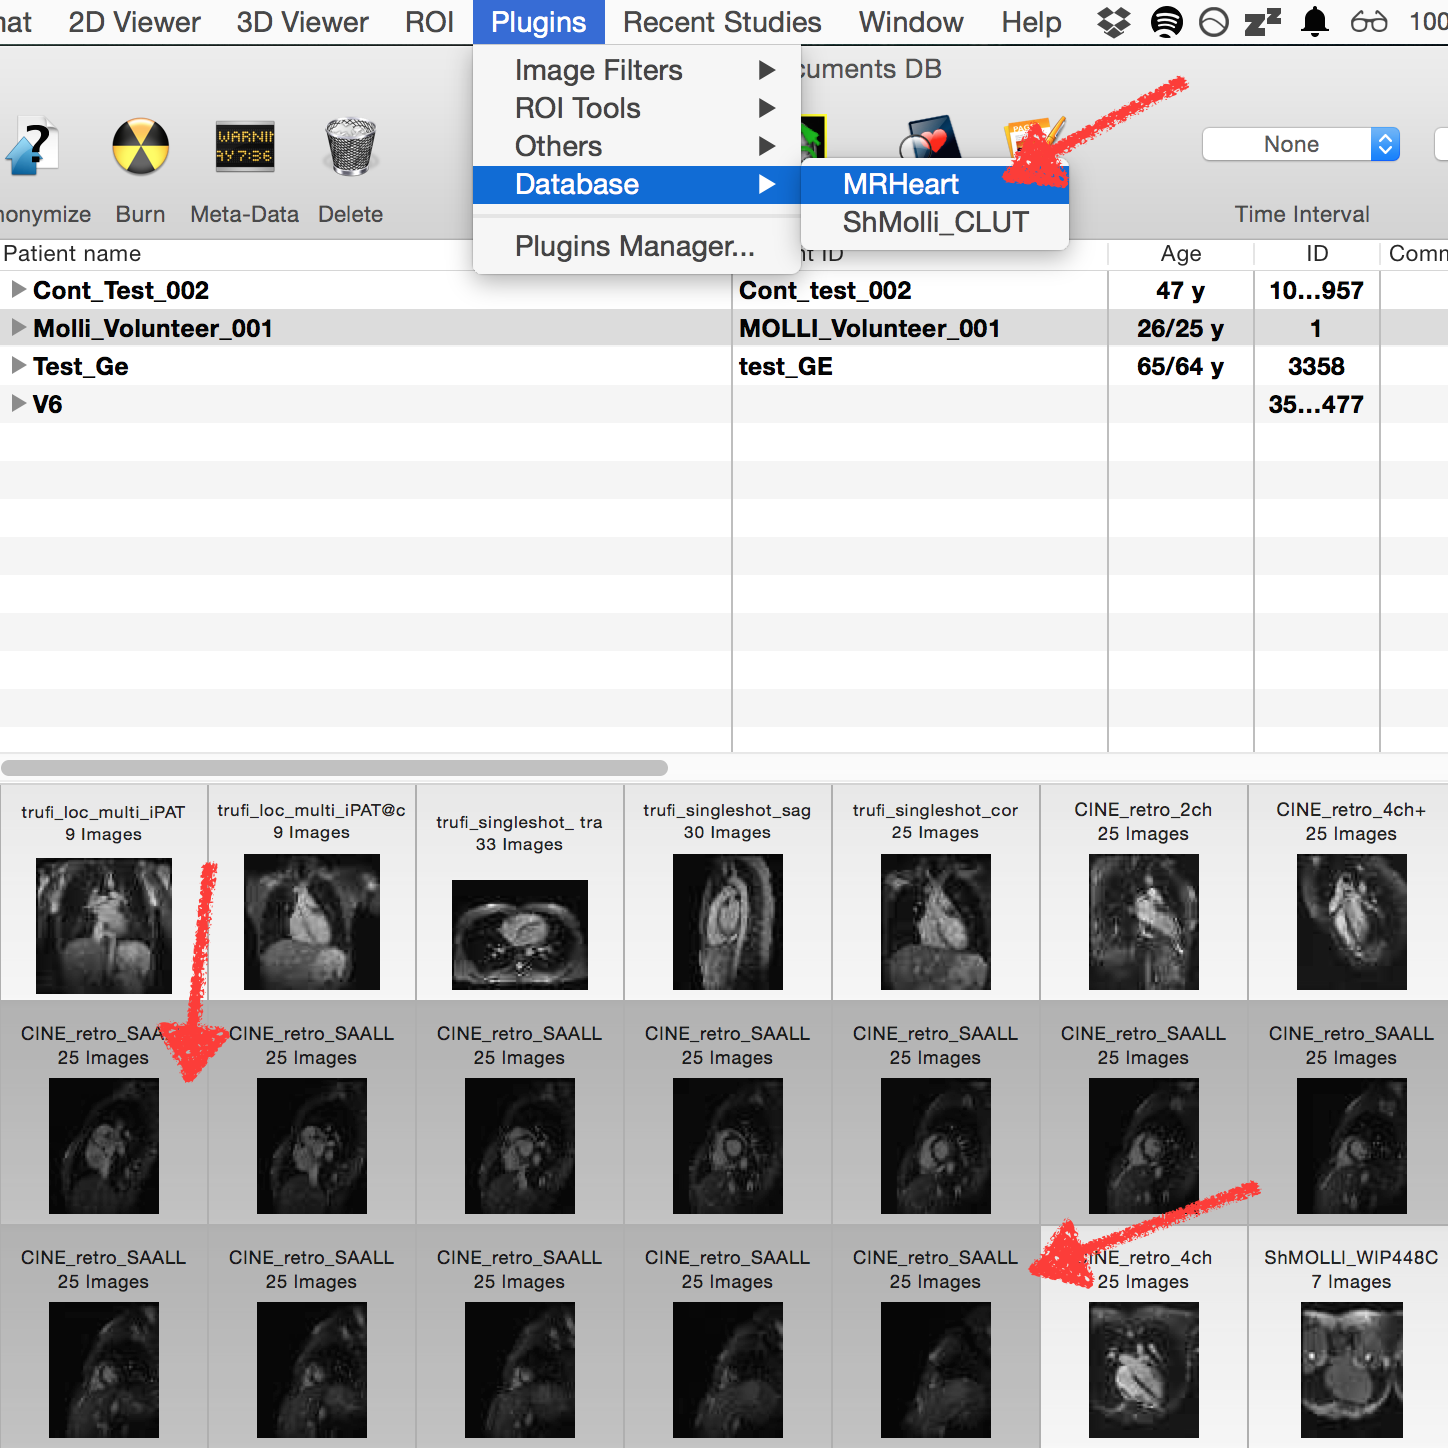 2D Viewer 3D Viewer ROI Plugins Recent Studies Window Help 100
cuments DB
Image Filters
ROI Tools
Others
Database
Plugins Manager...
MRHeart
ShMolli_CLUT
WARNIN
AY 7:36
None
nonymize Burn Meta-Data Delete Time Interval
Patient name nt ID Age ID Comm
Cont_Test_002 Cont_test_002 47 y 10...957
Molli_Volunteer_001 MOLLI_Volunteer_001 26/25 y 1
Test_Ge test_GE 65/64 y 3358
V6 35...477
trufi_loc_multi_iPAT trufi_loc_multi_iPAT@c trufi_singleshot_ tra trufi_singleshot_sag trufi_singleshot_cor CINE_retro_2ch CINE_retro_4ch+
9 Images 9 Images 33 Images 30 Images 25 Images 25 Images 25 Images
CINE_retro_SAA CINE_retro_SAALL CINE_retro_SAALL CINE_retro_SAALL CINE_retro_SAALL CINE_retro_SAALL CINE_retro_SAALL
25 Images 25 Images 25 Images 25 Images 25 Images 25 Images 25 Images
CINE_retro_SAALL CINE_retro_SAALL CINE_retro_SAALL CINE_retro_SAALL CINE_retro_SAALL CINE_retro_4ch ShMOLLI_WIP448C
25 Images 25 Images 25 Images 25 Images 25 Images 25 Images 7 Images